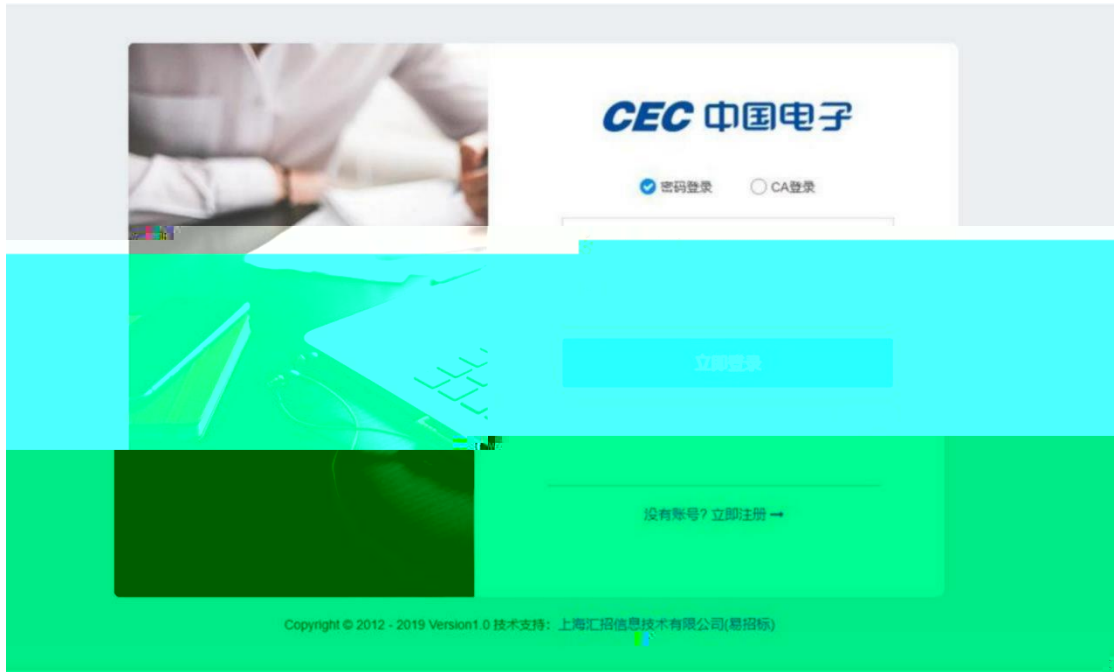 CEC 中国电子
密码登录 CA登录
立即登录
没有账号? 立即注册 →
Copyright © 2012 - 2019 Version1.0 技术支持：上海汇招信息技术有限公司(易招标)